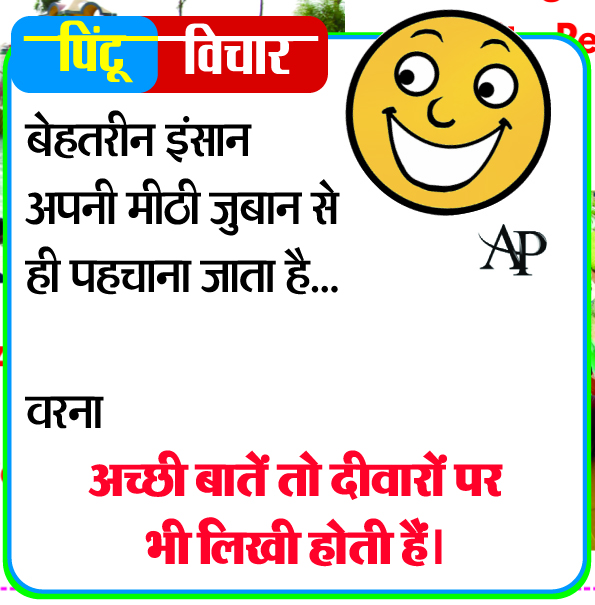 पिंटू विचार
बेहतरीन इंसान
अपनी मीठी जुबान से
ही पहचाना जाता है...
AP
वरना
अच्छी बातें तो दीवारों पर
भी लिखी होती हैं।